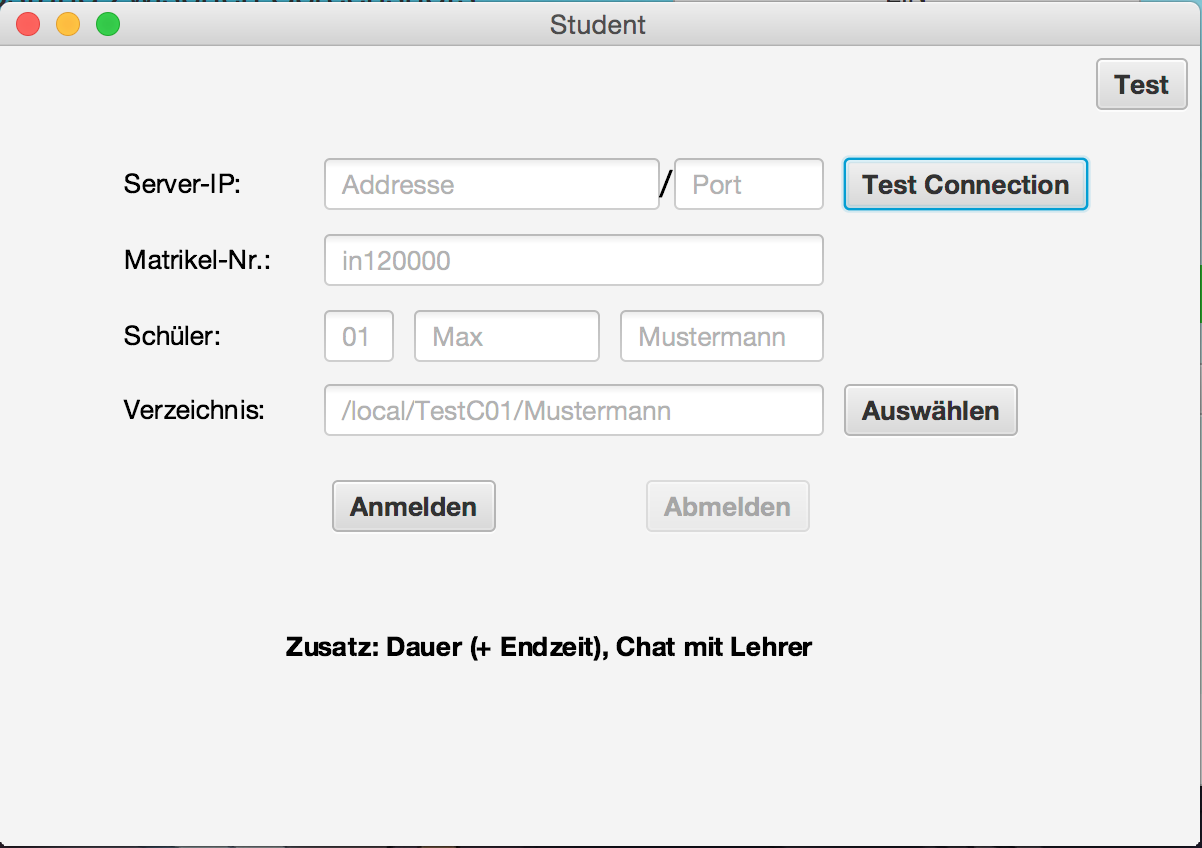 Student
Test
Server-IP: Addresse / Port Test Connection
Matrikel-Nr.: in120000
Schüler: 01 Max Mustermann
Verzeichnis: /local/TestC01/Mustermann Auswählen
Anmelden Abmelden
Zusatz: Dauer (+ Endzeit), Chat mit Lehrer